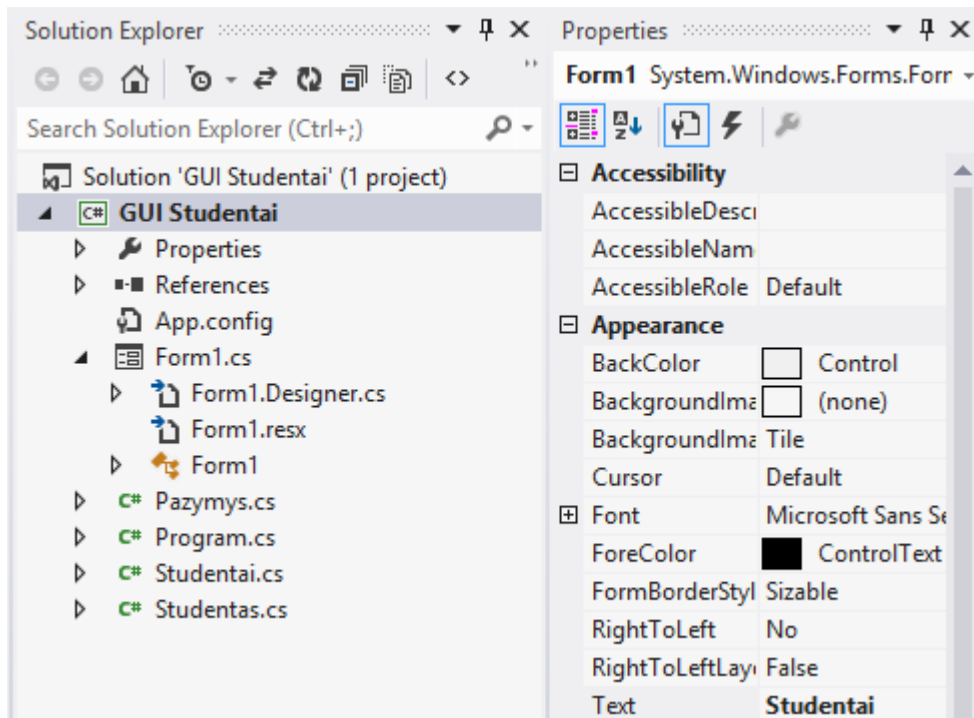 Solution Explorer
Search Solution Explorer (Ctrl+;)
Solution 'GUI Studentai' (1 project)
C# GUI Studentai
Properties
References
App.config
Form1.cs
Form1.Designer.cs
Form1.resx
Form1
C# Pazymys.cs
C# Program.cs
C# Studentai.cs
C# Studentas.cs
Properties
Form1 System.Windows.Forms.Forr
Accessibility
AccessibleDescr
AccessibleNam
AccessibleRole Default
Appearance
BackColor Control
BackgroundIma (none)
BackgroundIma Tile
Cursor Default
Font Microsoft Sans Se
ForeColor ControlText
FormBorderStyl Sizable
RightToLeft No
RightToLeftLay False
Text Studentai